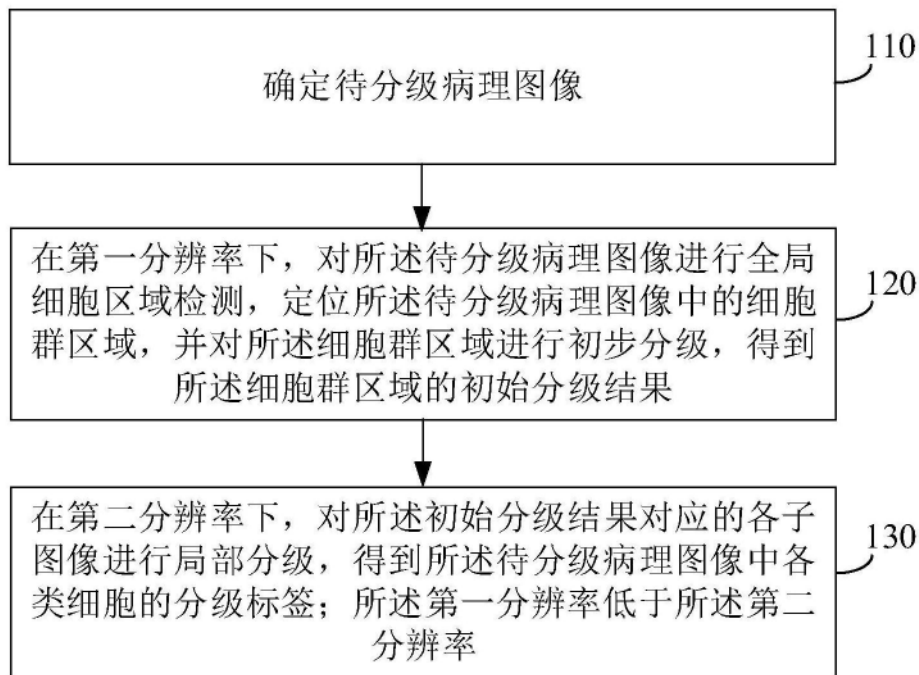 确定待分级病理图像
110
在第一分辨率下，对所述待分级病理图像进行全局
细胞区域检测，定位所述待分级病理图像中的细胞
群区域，并对所述细胞群区域进行初步分级，得到
所述细胞群区域的初始分级结果
120
在第二分辨率下，对所述初始分级结果对应的各子
图像进行局部分级，得到所述待分级病理图像中各
类细胞的分级标签；所述第一分辨率低于所述第二
分辨率
130